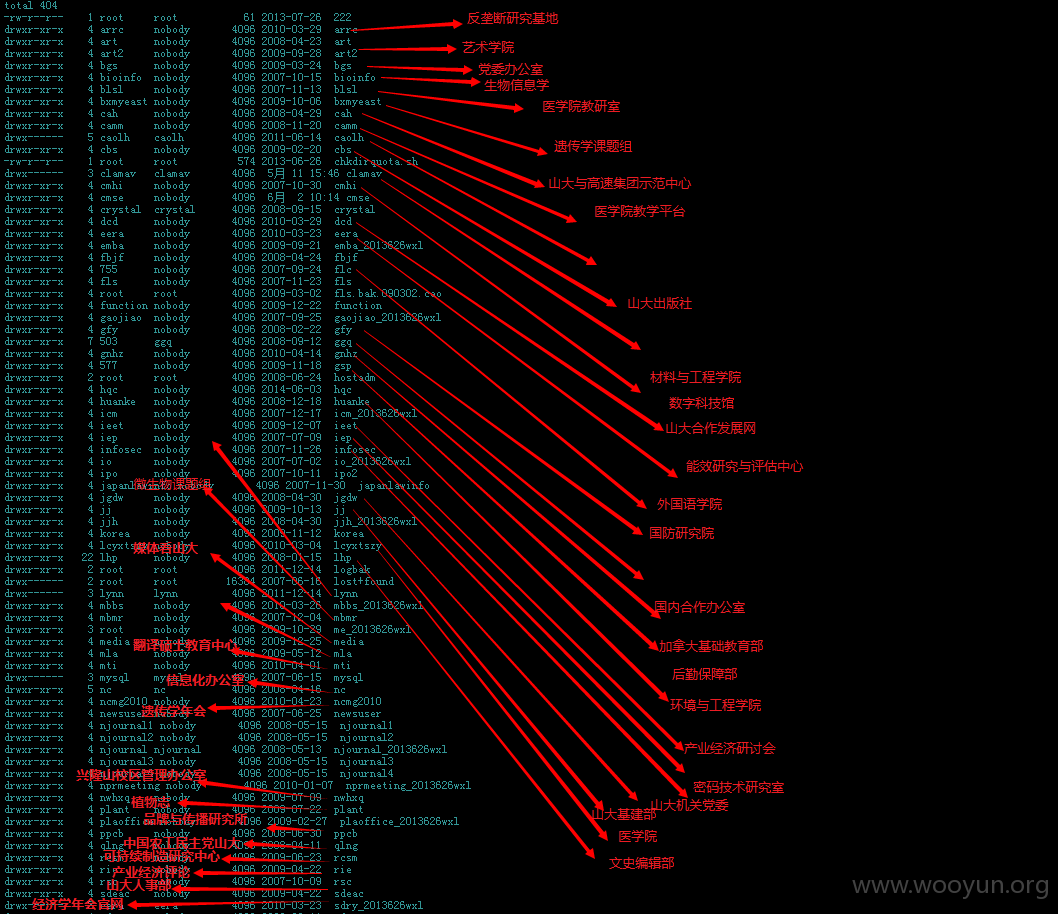 total 404
-rw-r--r-- 1 root root 61 2013-07-26 222
drwxr-xr-x 4 arrc nobody 4096 2010-03-29 arrc 反垄断研究基地
drwxr-xr-x 4 art nobody 4096 2008-04-23 art
drwxr-xr-x 4 art2 nobody 4096 2009-09-28 art2 艺术学院
drwxr-xr-x 4 bgs nobody 4096 2009-03-24 bgs 党委办公室
drwxr-xr-x 4 bioinfo nobody 4096 2007-10-15 bioinfo 生物信息学
drwxr-xr-x 4 blsl nobody 4096 2007-11-13 blsl
drwxr-xr-x 4 bxmyeast nobody 4096 2009-10-06 bxmyeast 医学院教研室
drwxr-xr-x 4 cah nobody 4096 2008-04-29 cah
drwxr-xr-x 4 camm nobody 4096 2008-11-20 camm
drwx------ 5 caolh caolh 4096 2011-06-14 caolh
drwxr-xr-x 4 cbs nobody 4096 2009-02-20 cbs 遗传学课题组
-rw-r--r-- 1 root root 574 2013-06-26 chkdirquota.sh
drwx------ 3 clamav clamav 4096 5月 11 15:46 clamav
drwxr-xr-x 4 cmhi nobody 4096 2007-10-30 cmhi 山大与高速集团示范中心
drwxr-xr-x 4 cmse nobody 4096 6月 2 10:14 cmse
drwxr-xr-x 4 crystal crystal 4096 2008-09-15 crystal 医学院教学平台
drwxr-xr-x 4 dcd nobody 4096 2010-03-29 dcd
drwxr-xr-x 4 eera nobody 4096 2010-03-23 eera
drwxr-xr-x 4 emba nobody 4096 2009-09-21 emba_2013626wxl
drwxr-xr-x 4 fbjf nobody 4096 2008-04-24 fbjf
drwxr-xr-x 4 755 nobody 4096 2007-09-24 flc
drwxr-xr-x 4 fls nobody 4096 2007-11-23 fls
drwxr-xr-x 4 root root 4096 2009-03-02 fls.bak.090302.cao
drwxr-xr-x 4 function nobody 4096 2009-12-22 function 山大出版社
drwxr-xr-x 4 gaojiao nobody 4096 2007-09-25 gaojiao_2013626wxl
drwxr-xr-x 4 gfy nobody 4096 2008-02-22 gfy
drwxr-xr-x 7 503 ggq 4096 2008-09-12 ggq
drwxr-xr-x 4 gnhz nobody 4096 2010-04-14 gnhz
drwxr-xr-x 4 577 nobody 4096 2009-11-18 gsp
drwxr-xr-x 2 root root 4096 2008-06-24 hostadm 材料与工程学院
drwxr-xr-x 4 hqc nobody 4096 2014-06-03 hqc
drwxr-xr-x 4 huanke nobody 4096 2008-12-18 huanke 数字科技馆
drwxr-xr-x 4 icm nobody 4096 2007-12-17 icm_2013626wxl
drwxr-xr-x 4 ieet nobody 4096 2009-12-07 ieet 山大合作发展网
drwxr-xr-x 4 iep nobody 4096 2007-07-09 iep
drwxr-xr-x 4 infosec nobody 4096 2007-11-26 infosec
drwxr-xr-x 4 io nobody 4096 2007-07-02 io_2013626wxl 能效研究与评估中心
drwxr-xr-x 4 ipo nobody 4096 2007-10-11 ipo2
drwxr-xr-x 4 japanlawinfo nobody 4096 2007-11-30 japanlawinfo
微生物课题组
drwxr-xr-x 4 jgdw nobody 4096 2008-04-30 jgdw 外国语学院
drwxr-xr-x 4 jj nobody 4096 2009-10-13 jj
drwxr-xr-x 4 jjh nobody 4096 2008-04-30 jjh_2013626wxl
drwxr-xr-x 4 korea nobody 4096 2009-11-12 korea 国防研究院
drwxr-xr-x 4 lcyxtszy nobody 4096 2010-03-04 lcyxtszy
媒体看山大
drwxr-xr-x 22 lhp nobody 4096 2008-01-15 lhp
drwxr-xr-x 2 root root 4096 2011-12-14 logbak
drwx------ 2 root root 16384 2007-06-16 lost+found
drwx------ 3 lynn lynn 4096 2011-12-14 lynn
drwxr-xr-x 4 mbbs nobody 4096 2010-03-26 mbbs_2013626wxl 国内合作办公室
drwxr-xr-x 4 mbmr nobody 4096 2007-12-04 mbmr
drwxr-xr-x 3 root nobody 4096 2009-10-29 me_2013626wxl
drwxr-xr-x 4 media nobody 4096 2009-12-25 media 加拿大基础教育部
翻译硕士教育中心
drwxr-xr-x 4 mla nobody 4096 2009-05-12 mla
drwxr-xr-x 4 mti nobody 4096 2010-04-01 mti 后勤保障部
drwx------ 3 mysql mysql 4096 2007-06-15 mysql
信息化办公室
drwxr-xr-x 5 nc nc 4096 2008-04-16 nc
drwxr-xr-x 4 ncmg2010 nobody 4096 2010-04-23 ncmg2010 环境与工程学院
遗传学年会
drwxr-xr-x 4 newsuser nobody 4096 2007-06-25 newsuser
drwxr-xr-x 4 njournal1 nobody 4096 2008-05-15 njournal1
drwxr-xr-x 4 njournal2 nobody 4096 2008-05-15 njournal2
drwxr-xr-x 4 njournal njournal 4096 2008-05-13 njournal_2013626wxl 产业经济研讨会
drwxr-xr-x 4 njournal3 nobody 4096 2008-05-15 njournal3
兴隆山校区管理办公室 4096 2008-05-15 njournal4
drwxr-xr-x 4 nprmeeting nobody 4096 2010-01-07 nprmeeting_2013626wxl 密码技术研究室
drwxr-xr-x 4 nwhxq nobody 4096 2009-07-09 nwhxq 山大机关党委
植物志
drwxr-xr-x 4 plant nobody 4096 2009-07-22 plant 山大基建部
品牌与传播研究所
drwxr-xr-x 4 plaoffice nobody 4096 2009-02-27 plaoffice_2013626wxl
drwxr-xr-x 4 ppcb nobody 4096 2008-06-30 ppcb 医学院
中国农工民主党山大
drwxr-xr-x 4 qlng nobody 4096 2008-04-11 qlng
可持续制造研究中心
drwxr-xr-x 4 rcsm nobody 4096 2009-06-23 rcsm 文史编辑部
产业经济评论
drwxr-xr-x 4 rie nobody 4096 2009-04-22 rie
山大人事部
drwxr-xr-x 4 rsc nobody 4096 2007-10-09 rsc
drwxr-xr-x 4 sdeac nobody 4096 2009-04-22 sdeac
经济学年会官网
4096 2010-03-23 sdry_2013626wxl
www.wooyun.org